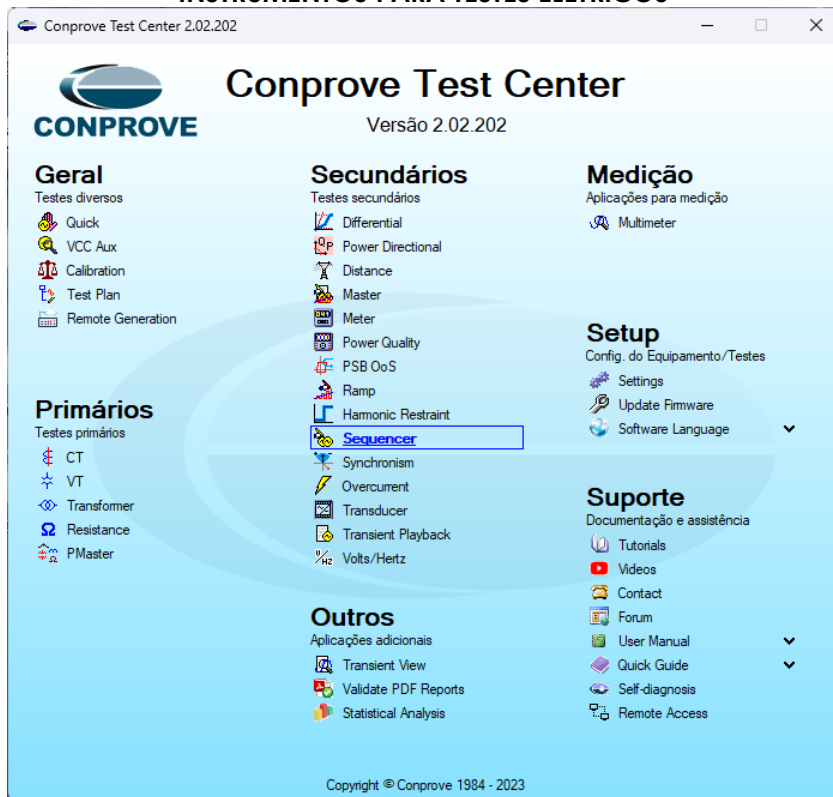 INSTRUMENTOS PARA TESTES ELÉTRICOS
Conprove Test Center 2.02.202
CONPROVE
Conprove Test Center
Versão 2.02.202
Geral
Testes diversos
Quick
VCC Aux
Calibration
Test Plan
Remote Generation
Primários
Testes primários
CT
VT
Transformer
Resistance
PMaster
Secundários
Testes secundários
Differential
Power Directional
Distance
Master
Meter
Power Quality
PSB OoS
Ramp
Harmonic Restraint
Sequencer
Synchronism
Overcurrent
Transducer
Transient Playback
Volts/Hertz
Outros
Aplicações adicionais
Transient View
Validate PDF Reports
Statistical Analysis
Medição
Aplicações para medição
Multimeter
Setup
Config. do Equipamento/Testes
Settings
Update Firmware
Software Language
Suporte
Documentação e assistência
Tutorials
Videos
Contact
Forum
User Manual
Quick Guide
Self-diagnosis
Remote Access
Copyright © Conprove 1984 - 2023